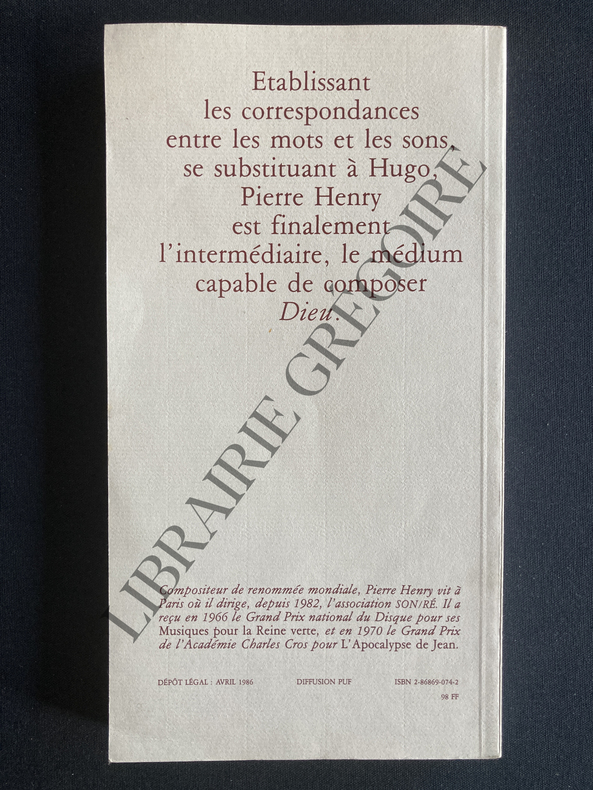 Etablissant
les correspondances
entre les mots et les sons,
se substituant à Hugo,
Pierre Henry
est finalement
l'intermédiaire, le médium
capable de composer
Dieu.
LIBRAIRIE GRÉGOIRE
Compositeur de renommée mondiale, Pierre Henry vit à
Paris où il dirige, depuis 1982, l'association SON/RÉ. Il a
reçu en 1966 le Grand Prix national du Disque pour ses
Musiques pour la Reine verte, et en 1970 le Grand Prix
de l'Académie Charles Cros pour L'Apocalypse de Jean.
DÉPÔT LÉGAL : AVRIL 1986 DIFFUSION PUF ISBN 2-86869-074-2
98 FF